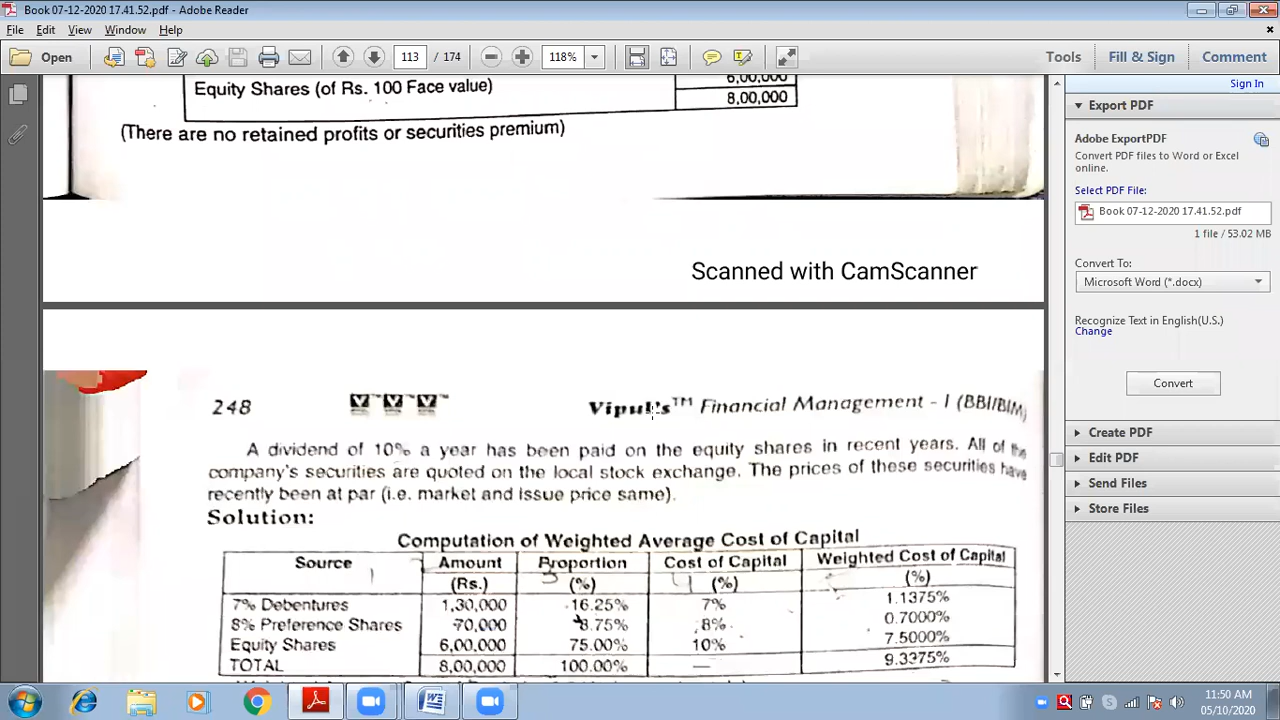 Book 07-12-2020 17.41.52.pdf - Adobe Reader
File Edit View Window Help
Open 113 / 174 118% Tools Fill & Sign Comment
Sign In
Equity Shares (of Rs. 100 Face value) 6,00,000
8,00,000
(There are no retained profits or securities premium)
Scanned with CamScanner
248 Vipul's™ Financial Management - I (BBI/BIM)
A dividend of 10% a year has been paid on the equity shares in recent years. All of the
company's securities are quoted on the local stock exchange. The prices of these securities have
recently been at par (i.e. market and issue price same).
Solution:
Computation of Weighted Average Cost of Capital
Source Amount Proportion Cost of Capital Weighted Cost of Capital
(Rs.) (%) (%) (%)
7% Debentures 1,30,000 16.25% 7% 1.1375%
8% Preference Shares 70,000 8.75% 8% 0.7000%
Equity Shares 6,00,000 75.00% 10% 7.5000%
TOTAL 8,00,000 100.00% — 9.3375%
Export PDF
Adobe ExportPDF
Convert PDF files to Word or Excel
online.
Select PDF File:
Book 07-12-2020 17.41.52.pdf
1 file / 53.02 MB
Convert To:
Microsoft Word (*.docx)
Recognize Text in English(U.S.)
Change
Convert
Create PDF
Edit PDF
Send Files
Store Files
11:50 AM
05/10/2020